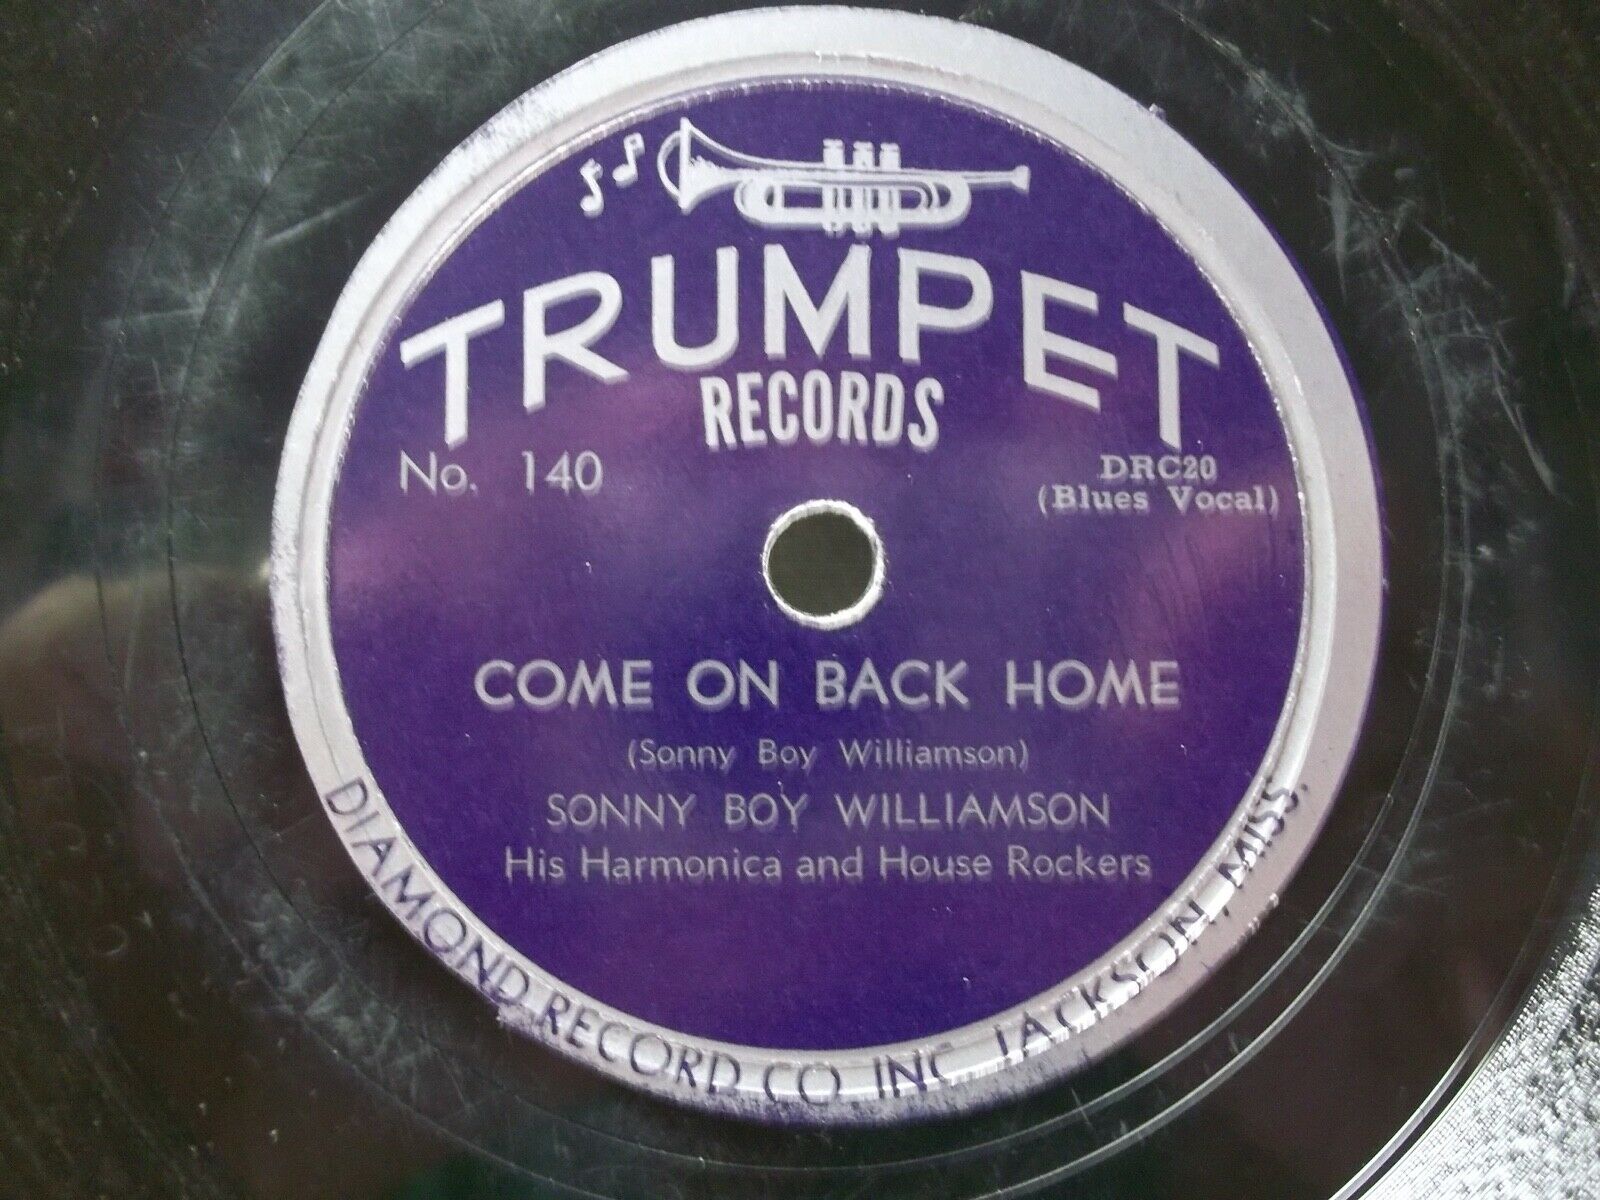 TRUMPET
RECORDS
No. 140
DRC20
(Blues Vocal)
COME ON BACK HOME
(Sonny Boy Williamson)
SONNY BOY WILLIAMSON
His Harmonica and House Rockers
DIAMOND RECORD CO. INC. JACKSON, MISS.